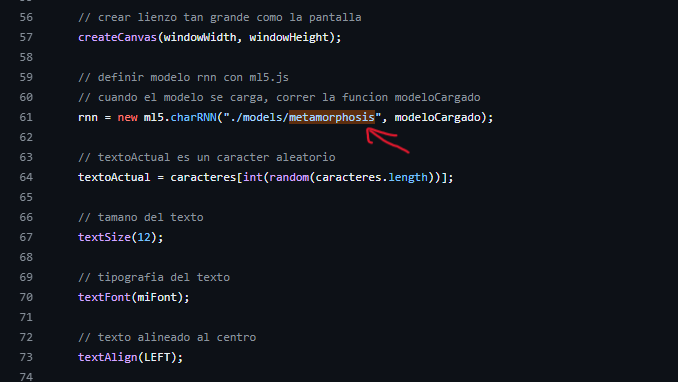 56 // crear lienzo tan grande como la pantalla
57 createCanvas(windowWidth, windowHeight);
58
59 // definir modelo rnn con ml5.js
60 // cuando el modelo se carga, correr la funcion modeloCargado
61 rnn = new ml5.charRNN("./models/metamorphosis", modeloCargado);
62
63 // textoActual es un caracter aleatorio
64 textoActual = caracteres[int(random(caracteres.length))];
65
66 // tamano del texto
67 textSize(12);
68
69 // tipografia del texto
70 textFont(miFont);
71
72 // texto alineado al centro
73 textAlign(LEFT);
74